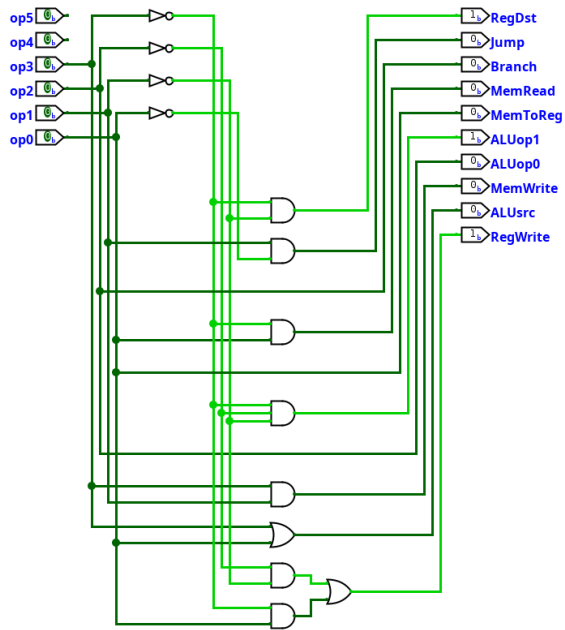 op5
op4
op3
op2
op1
op0
0b
0b
0b
0b
0b
0b
1b
0b
0b
0b
0b
1b
0b
0b
0b
1b
RegDst
Jump
Branch
MemRead
MemToReg
ALUop1
ALUop0
MemWrite
ALUsrc
RegWrite